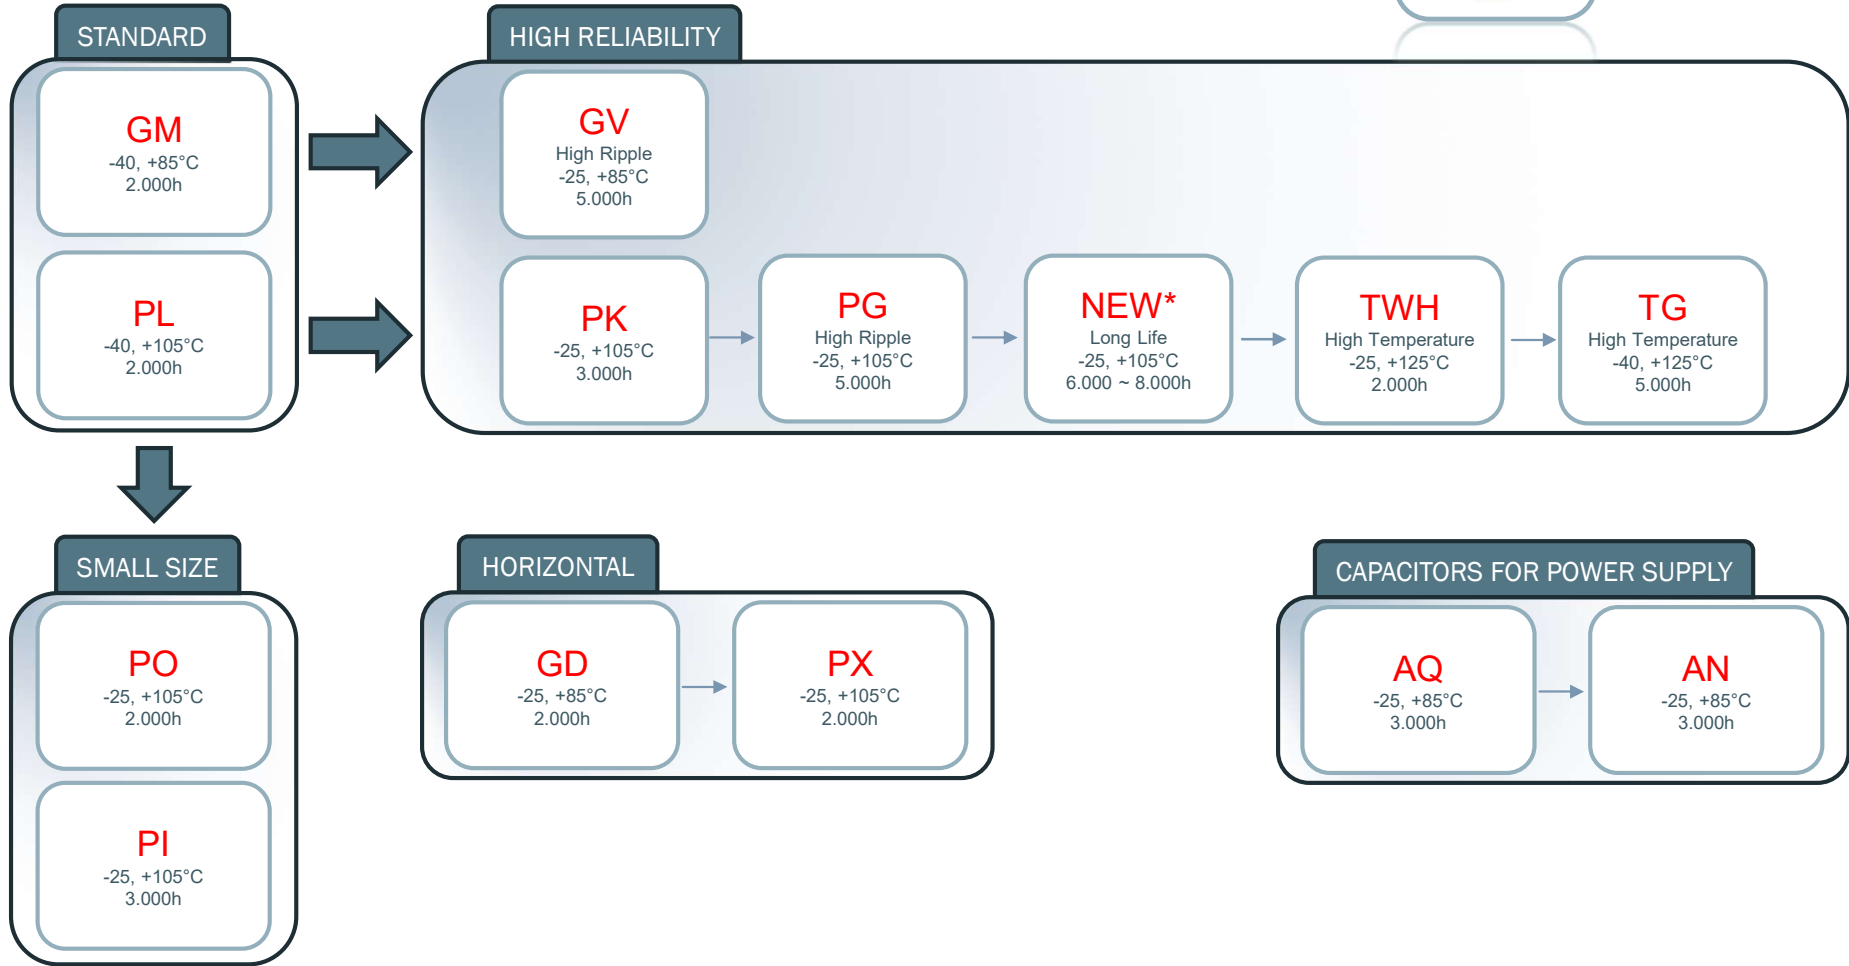 STANDARD
GM
-40, +85°C
2.000h
PL
-40, +105°C
2.000h
HIGH RELIABILITY
GV
High Ripple
-25, +85°C
5.000h
PK
-25, +105°C
3.000h
PG
High Ripple
-25, +105°C
5.000h
NEW*
Long Life
-25, +105°C
6.000 ~ 8.000h
TWH
High Temperature
-25, +125°C
2.000h
TG
High Temperature
-40, +125°C
5.000h
SMALL SIZE
PO
-25, +105°C
2.000h
PI
-25, +105°C
3.000h
HORIZONTAL
GD
-25, +85°C
2.000h
PX
-25, +105°C
2.000h
CAPACITORS FOR POWER SUPPLY
AQ
-25, +85°C
3.000h
AN
-25, +85°C
3.000h